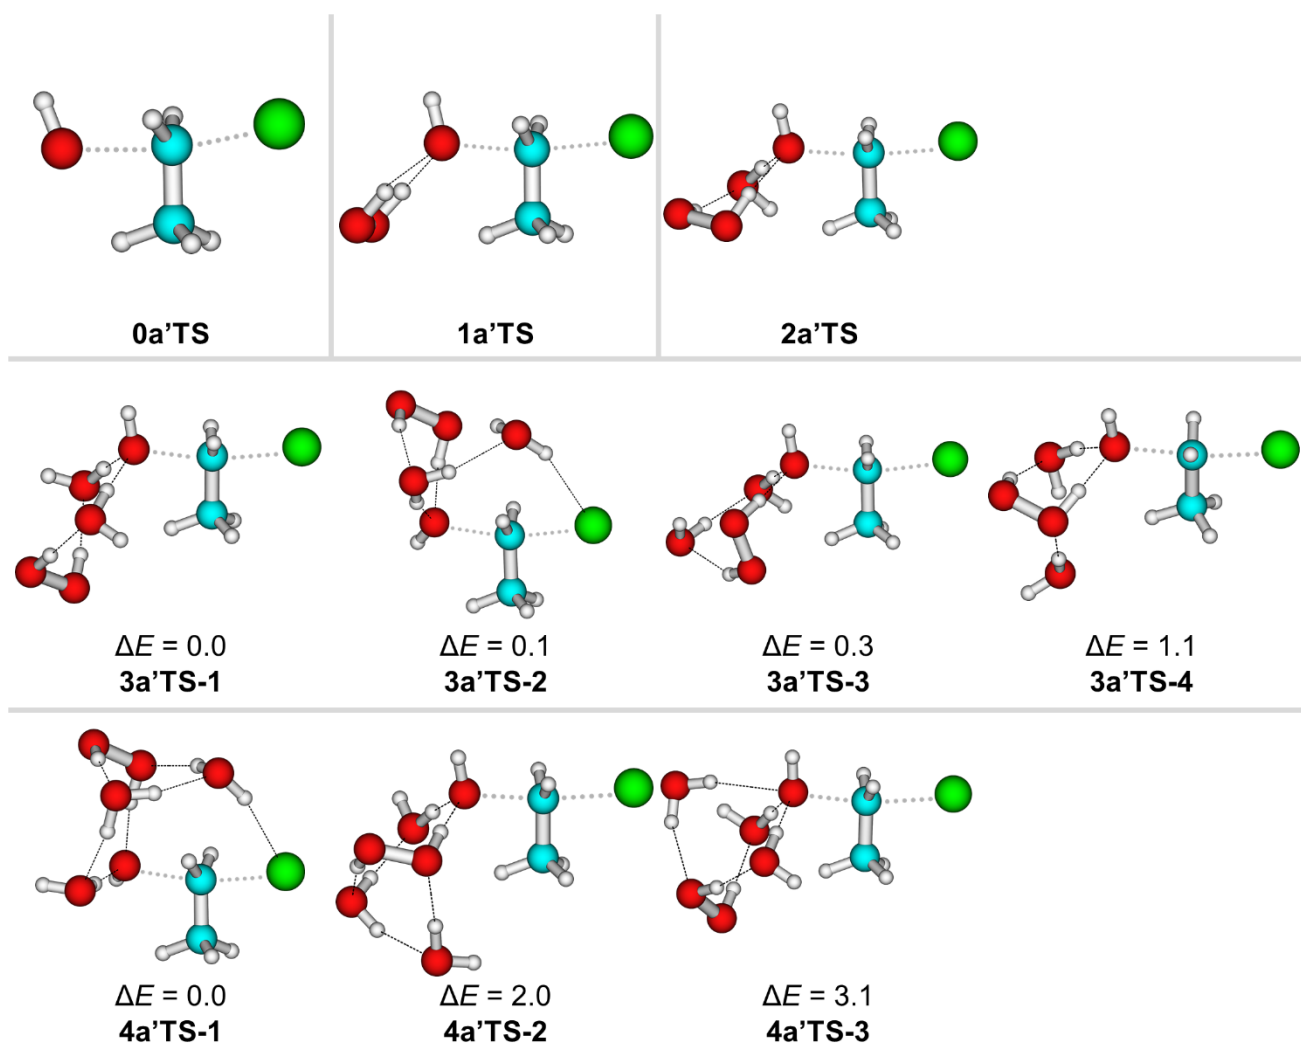 0a’TS
1a’TS
2a’TS
ΔE = 0.0
3a’TS-1
ΔE = 0.1
3a’TS-2
ΔE = 0.3
3a’TS-3
ΔE = 1.1
3a’TS-4
ΔE = 0.0
4a’TS-1
ΔE = 2.0
4a’TS-2
ΔE = 3.1
4a’TS-3